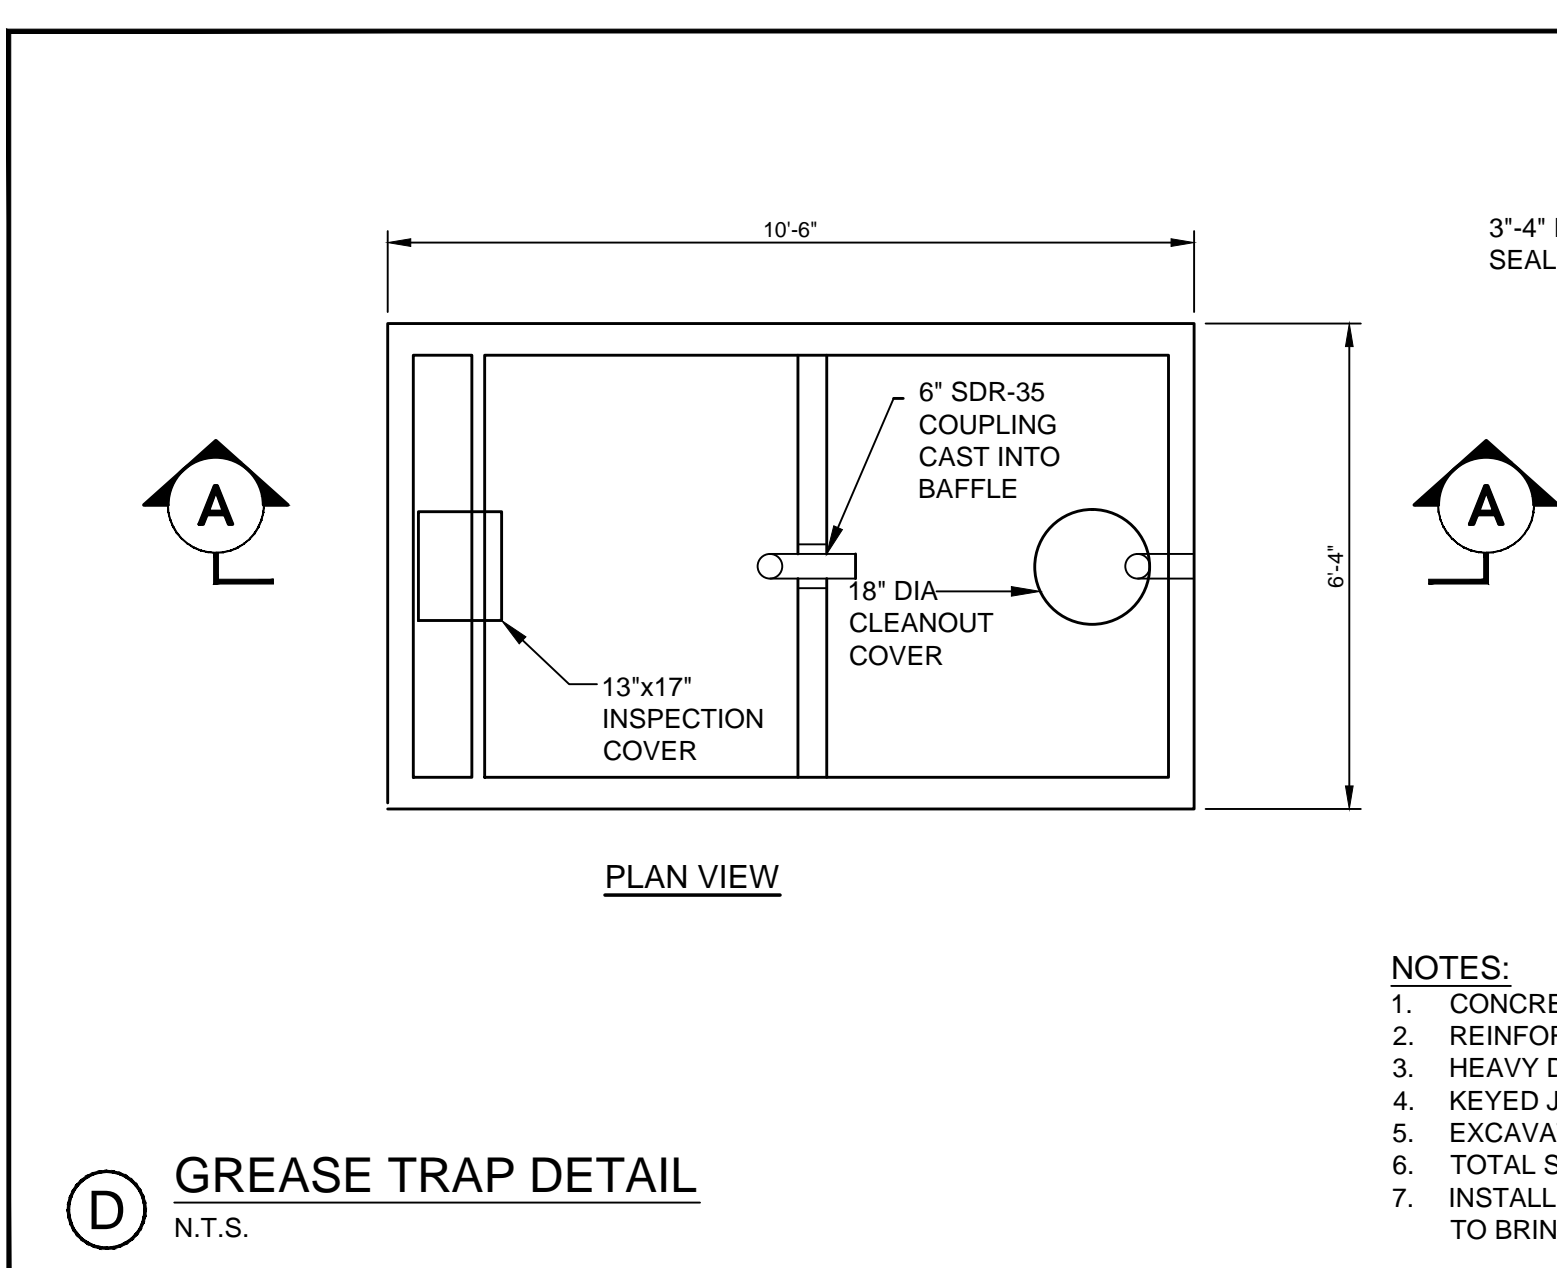 10'-6"
3"-4"
SEAL
6" SDR-35
COUPLING
CAST INTO
BAFFLE
A
A
6'-4"
18" DIA
CLEANOUT
COVER
13"x17"
INSPECTION
COVER
PLAN VIEW
NOTES:
1. CONCRE
2. REINFOR
3. HEAVY D
4. KEYED J
5. EXCAVA
6. TOTAL S
7. INSTALL
TO BRIN
D
GREASE TRAP DETAIL
N.T.S.